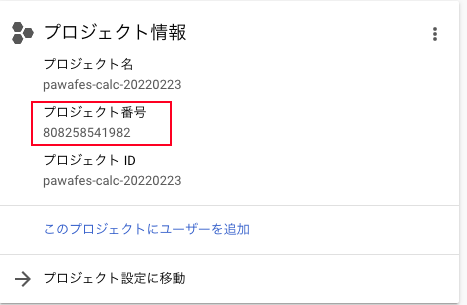 プロジェクト情報
プロジェクト名
pawafes-calc-20220223
プロジェクト番号
808258541982
プロジェクト ID
pawafes-calc-20220223
このプロジェクトにユーザーを追加
プロジェクト設定に移動